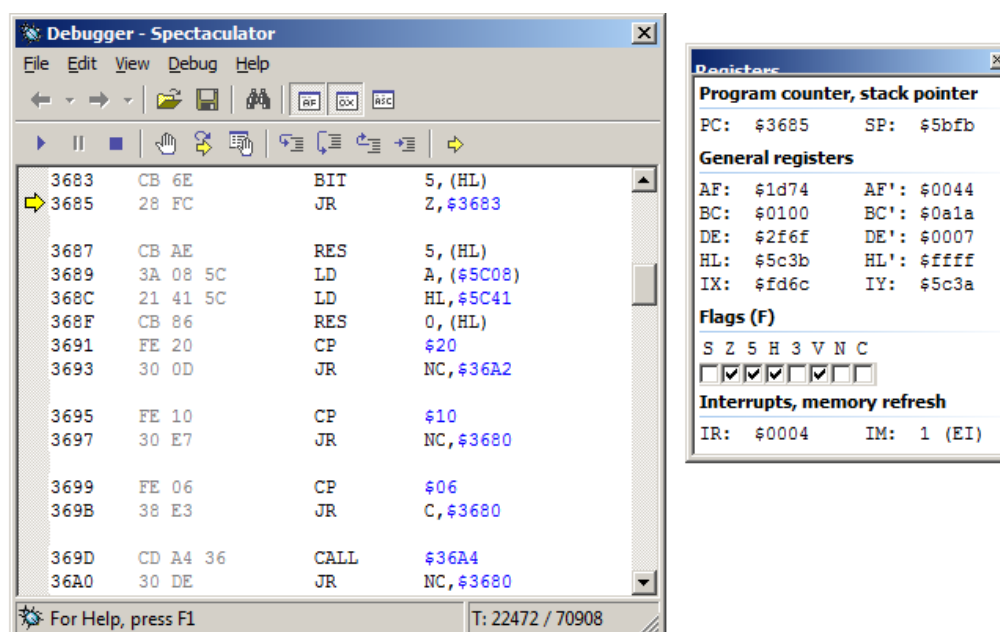 Debugger - Spectaculator
File Edit View Debug Help
AF 0X ASC
3683 CB 6E BIT 5,(HL)
3685 28 FC JR Z,$3683
3687 CB AE RES 5,(HL)
3689 3A 08 5C LD A,($5C08)
368C 21 41 5C LD HL,$5C41
368F CB 86 RES 0,(HL)
3691 FE 20 CP $20
3693 30 0D JR NC,$36A2
3695 FE 10 CP $10
3697 30 E7 JR NC,$3680
3699 FE 06 CP $06
369B 38 E3 JR C,$3680
369D CD A4 36 CALL $36A4
36A0 30 DE JR NC,$3680
For Help, press F1 T: 22472 / 70908
Registers
Program counter, stack pointer
PC: $3685 SP: $5bfb
General registers
AF: $1d74 AF': $0044
BC: $0100 BC': $0a1a
DE: $2f6f DE': $0007
HL: $5c3b HL': $ffff
IX: $fd6c IY: $5c3a
Flags (F)
S Z 5 H 3 V N C
Interrupts, memory refresh
IR: $0004 IM: 1 (EI)